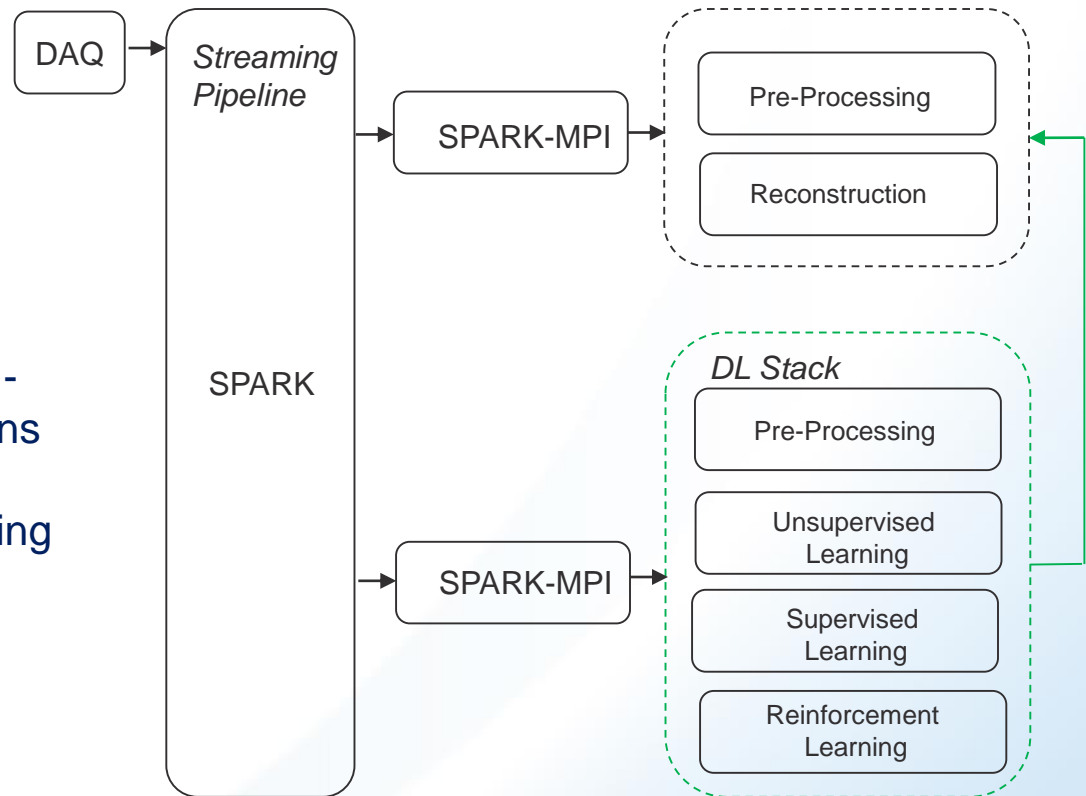 DAQ
Streaming
Pipeline
SPARK
-
ing
SPARK-MPI
Pre-Processing
Reconstruction
SPARK-MPI
DL Stack
Pre-Processing
Unsupervised
Learning
Supervised
Learning
Reinforcement
Learning